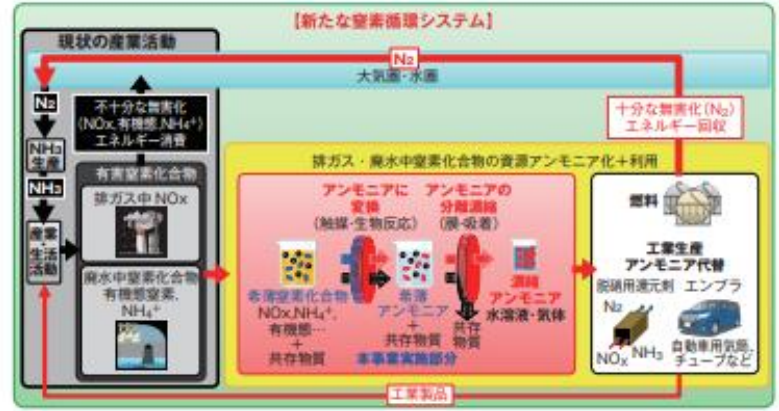 【新たな窒素循環システム】
現状の産業活動
N₂
大気圏・水圏
N₂
NH₃
生産
NH₃
産業
・
生活
活動
不十分な無害化
(NOx,有機態,NH₄⁺)
エネルギー消費
有害窒素化合物
排ガス中NOx
廃水中窒素化合物
有機態窒素,
NH₄⁺
十分な無害化(N₂)
エネルギー回収
排ガス・廃水中窒素化合物の資源アンモニア化+利用
アンモニアに
変換
(触媒・生物反応)
アンモニアの
分離濃縮
(膜・吸着)
希薄窒素化合物
NOx,NH₄⁺,
有機態…
+
共存物質
希薄
アンモニア
+
共存物質
共存
物質
濃縮
アンモニア
水溶液・気体
本事業実施部分
燃料
工業生産
アンモニア代替
脱硝用還元剤 エンプラ
N₂
NOx NH₃
自動車用気筒,
チューブなど
工業製品